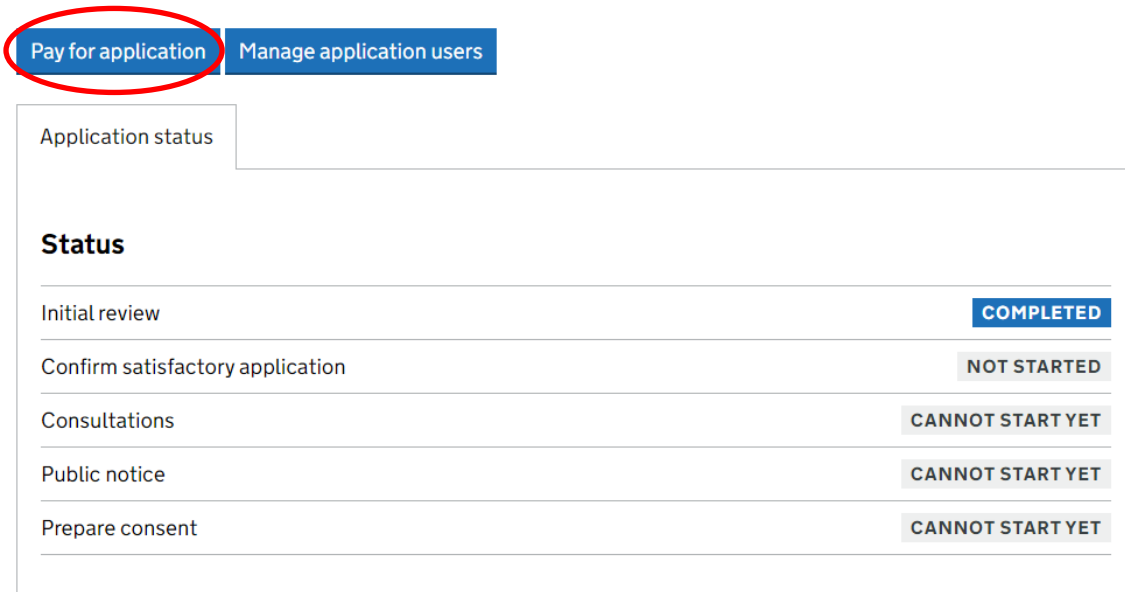 Pay for application Manage application users
Application status
Status
Initial review COMPLETED
Confirm satisfactory application NOT STARTED
Consultations CANNOT START YET
Public notice CANNOT START YET
Prepare consent CANNOT START YET